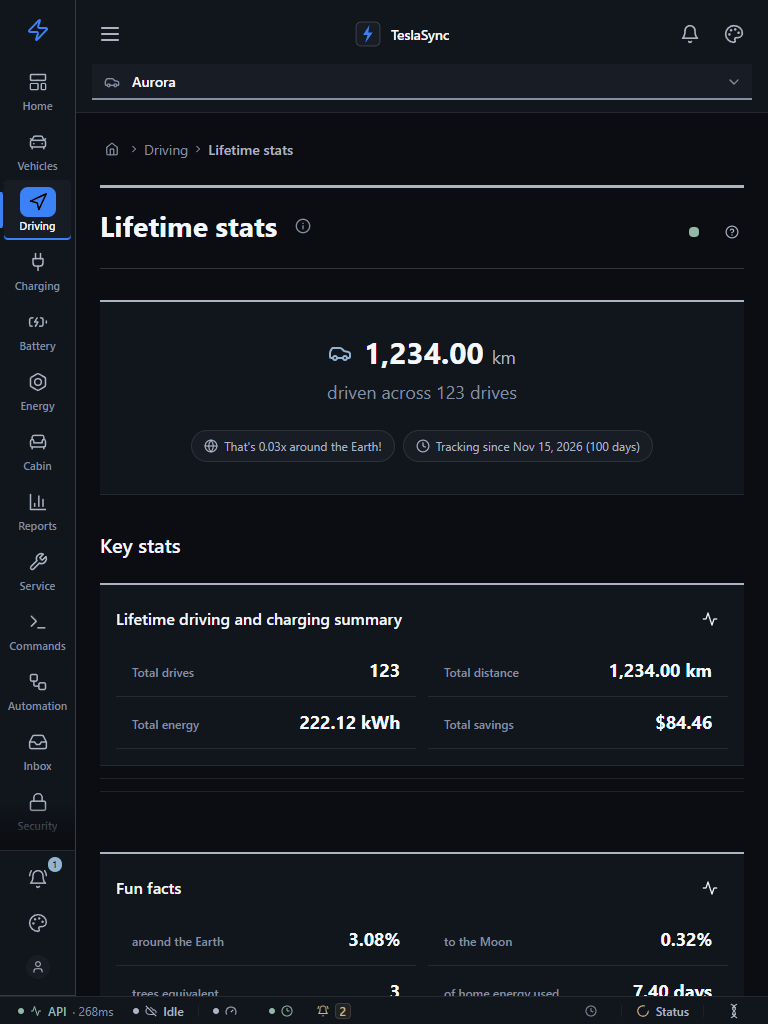 TeslaSync
Aurora
Home
Vehicles
Driving
Charging
Battery
Energy
Cabin
Reports
Service
Commands
Automation
Inbox
Security
1
Driving
Lifetime stats
Lifetime stats
1,234.00 km
driven across 123 drives
That's 0.03x around the Earth!
Tracking since Nov 15, 2026 (100 days)
Key stats
Lifetime driving and charging summary
Total drives 123
Total distance 1,234.00 km
Total energy 222.12 kWh
Total savings $84.46
Fun facts
around the Earth 3.08%
to the Moon 0.32%
trees equivalent 3
of home energy used 7.40 days
API · 268ms
Idle
2
Status